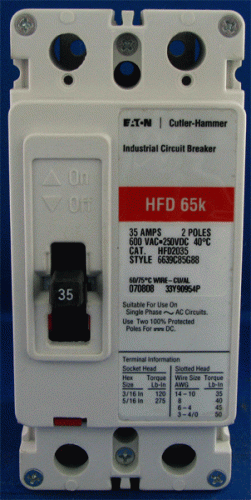 EATON | Cutler-Hammer
Industrial Circuit Breaker
HFD 65k
△ On
▽ Off
35
35 AMPS 2 POLES
600 VAC•250VDC 40°C
CAT. HFD2035
STYLE 6639C85G88
60/75°C WIRE-CU/AL
070808 33Y90954P
Suitable For Use On
Single Phase ~ AC Circuits.
Use Two 100% Protected
Poles For DC.
Terminal Information
Socket Head Slotted Head
Hex Torque Wire Size Torque
Size Lb-In AWG Lb-In
3/16 In 120 14-10 35
5/16 In 275 8 40
6-4 45
3-4/0 50